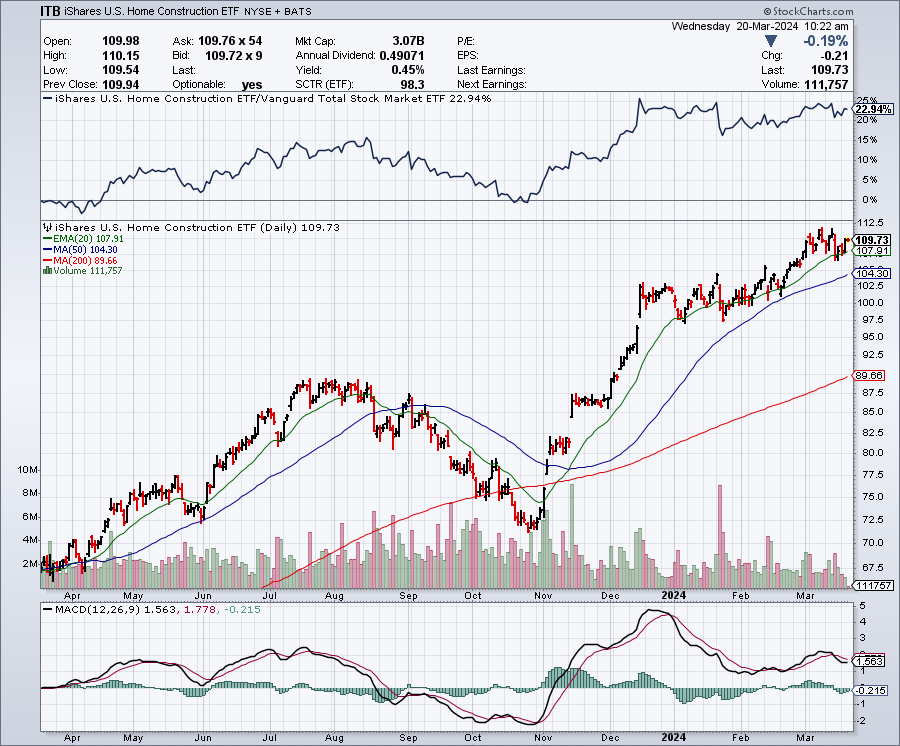 ITB iShares U.S. Home Construction ETF NYSE + BATS
© StockCharts.com
Wednesday 20-Mar-2024 10:22 am
Open: 109.98 Ask: 109.76 x 54 Mkt Cap: 3.07B P/E: ▼ -0.19%
High: 110.15 Bid: 109.72 x 9 Annual Dividend: 0.49071 EPS: Chg: -0.21
Low: 109.54 Last: Yield: 0.45% Last Earnings: Last: 109.73
Prev Close: 109.94 Optionable: yes SCTR (ETF): 98.3 Next Earnings: Volume: 111,757
iShares U.S. Home Construction ETF/Vanguard Total Stock Market ETF 22.94%
25%
22.94%
20%
15%
10%
5%
0%
iShares U.S. Home Construction ETF (Daily) 109.73
EMA(20) 107.91
MA(50) 104.30
MA(200) 89.66
Volume 111,757
112.5
109.73
107.91
104.30
102.5
100.0
97.5
95.0
92.5
89.66
87.5
85.0
82.5
80.0
77.5
75.0
72.5
70.0
67.5
111757
10M
8M
6M
4M
2M
Apr May Jun Jul Aug Sep Oct Nov Dec 2024 Feb Mar
MACD(12,26,9) 1.563, 1.778, -0.215
5
4
3
1.563
-0.215
-1
-2
Apr May Jun Jul Aug Sep Oct Nov Dec 2024 Feb Mar